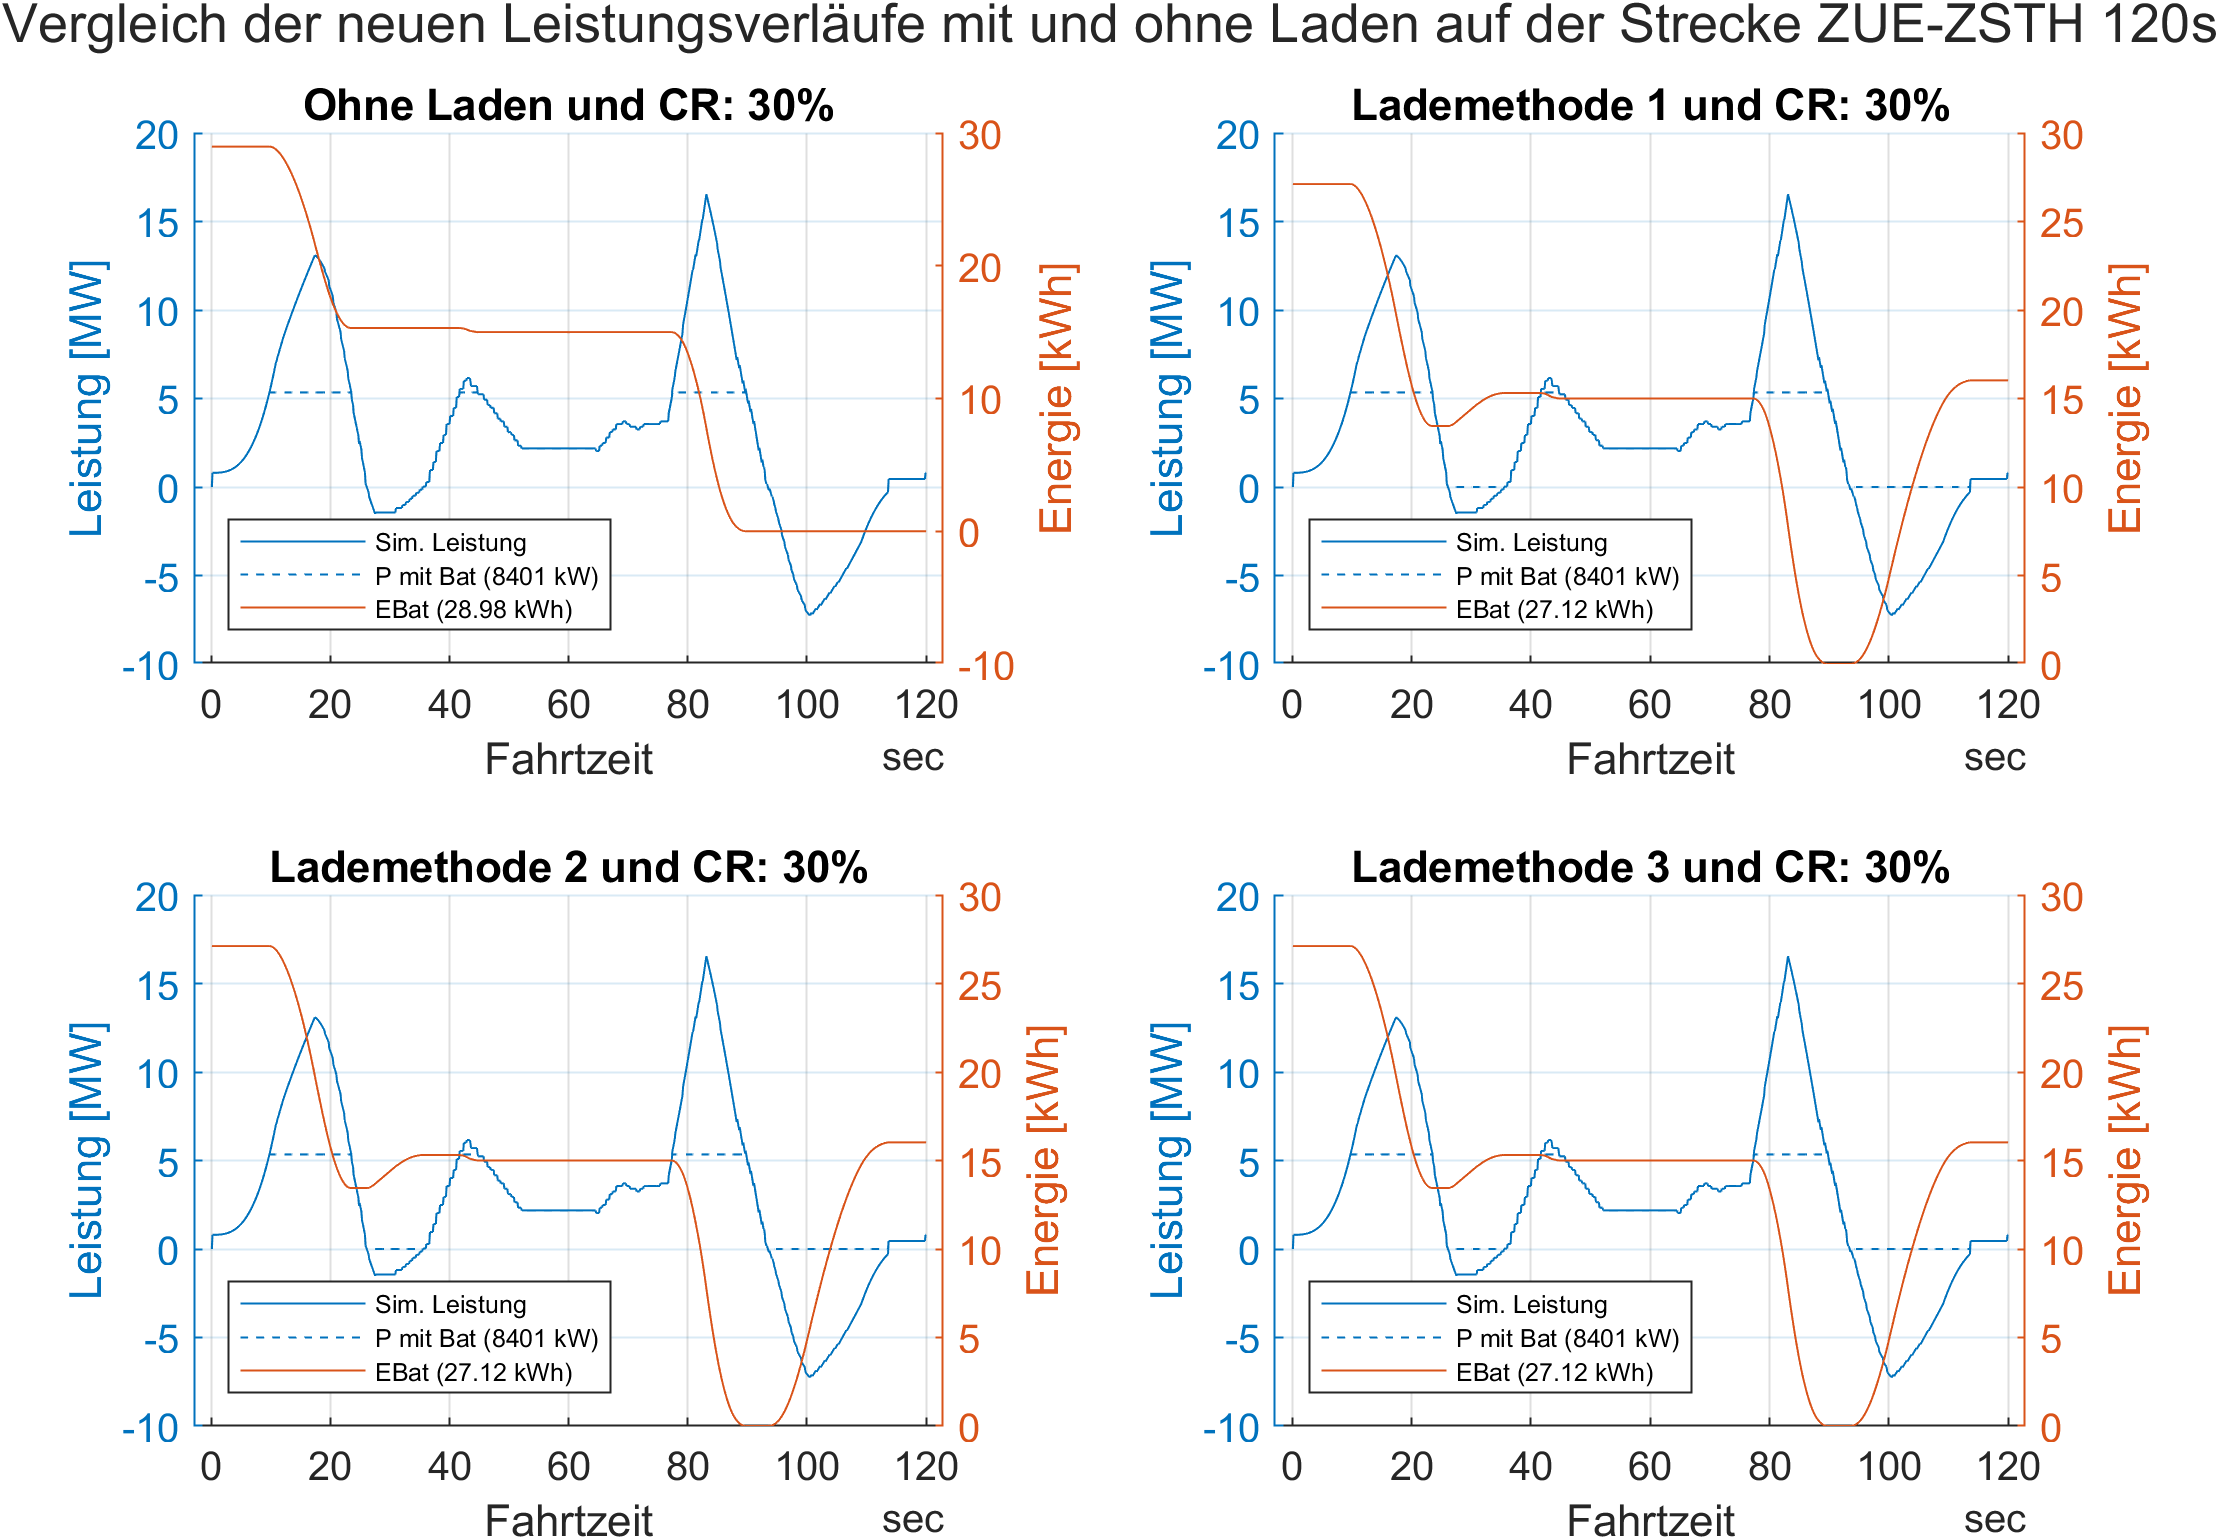 Vergleich der neuen Leistungsverläufe mit und ohne Laden auf der Strecke ZUE-ZSTH 120s
Ohne Laden und CR: 30%
20
15
10
5
0
-5
-10
Leistung [MW]
30
20
10
0
-10
Energie [kWh]
Sim. Leistung
P mit Bat (8401 kW)
EBat (28.98 kWh)
0 20 40 60 80 100 120
Fahrtzeit
sec
Lademethode 1 und CR: 30%
20
15
10
5
0
-5
-10
Leistung [MW]
30
25
20
15
10
5
0
Energie [kWh]
Sim. Leistung
P mit Bat (8401 kW)
EBat (27.12 kWh)
0 20 40 60 80 100 120
Fahrtzeit
sec
Lademethode 2 und CR: 30%
20
15
10
5
0
-5
-10
Leistung [MW]
30
25
20
15
10
5
0
Energie [kWh]
Sim. Leistung
P mit Bat (8401 kW)
EBat (27.12 kWh)
0 20 40 60 80 100 120
Fahrtzeit
sec
Lademethode 3 und CR: 30%
20
15
10
5
0
-5
-10
Leistung [MW]
30
25
20
15
10
5
0
Energie [kWh]
Sim. Leistung
P mit Bat (8401 kW)
EBat (27.12 kWh)
0 20 40 60 80 100 120
Fahrtzeit
sec